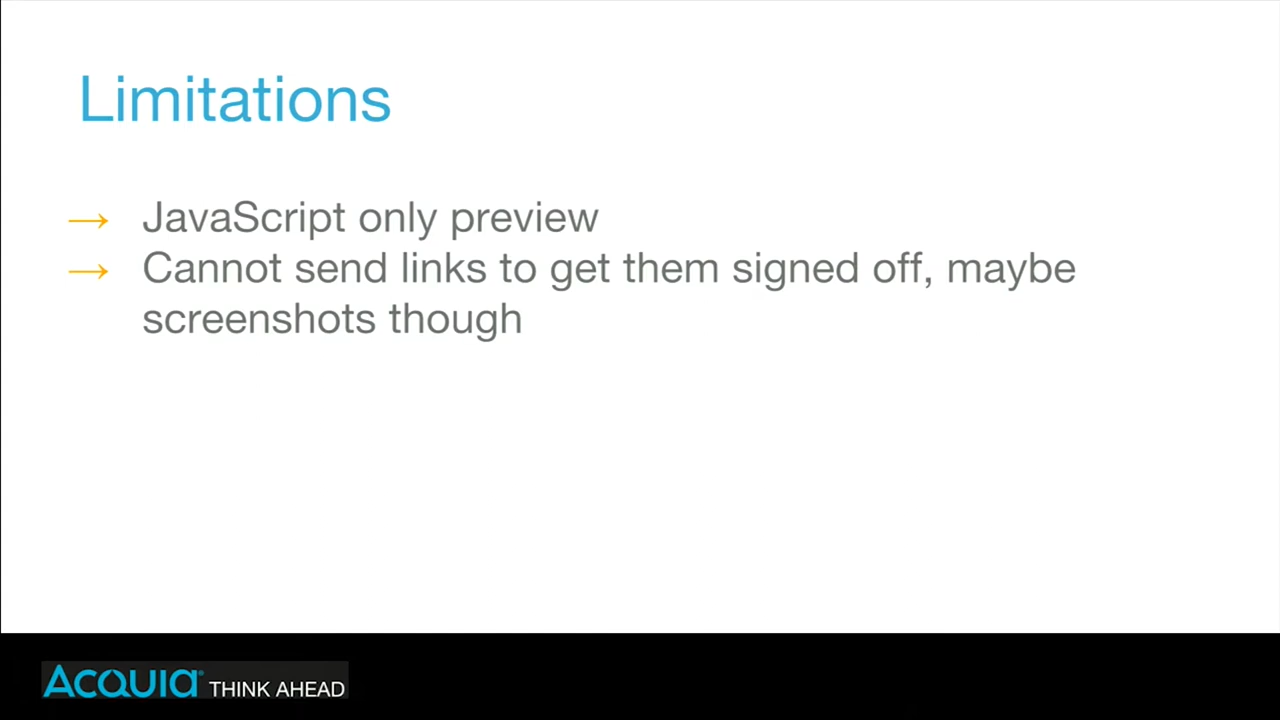 Limitations
→ JavaScript only preview
→ Cannot send links to get them signed off, maybe
screenshots though
Acquia® THINK AHEAD